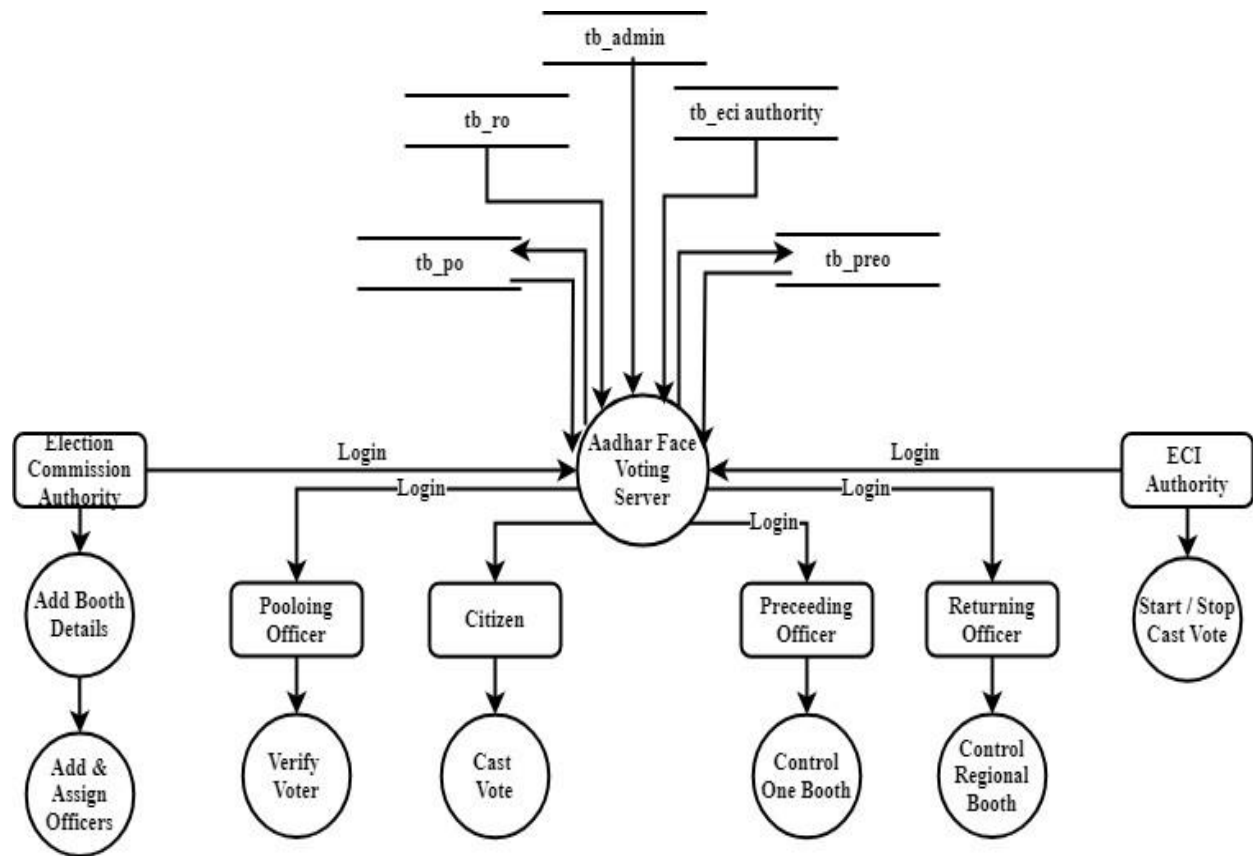 tb_admin
tb_ro
tb_eci authority
tb_po
tb_preo
Election
Commission
Authority
Login
Aadhar Face
Voting
Server
Login
ECI
Authority
Login
Login
Login
Add Booth
Details
Pooloing
Officer
Citizen
Preceeding
Officer
Returning
Officer
Start / Stop
Cast Vote
Add &
Assign
Officers
Verify
Voter
Cast
Vote
Control
One Booth
Control
Regional
Booth